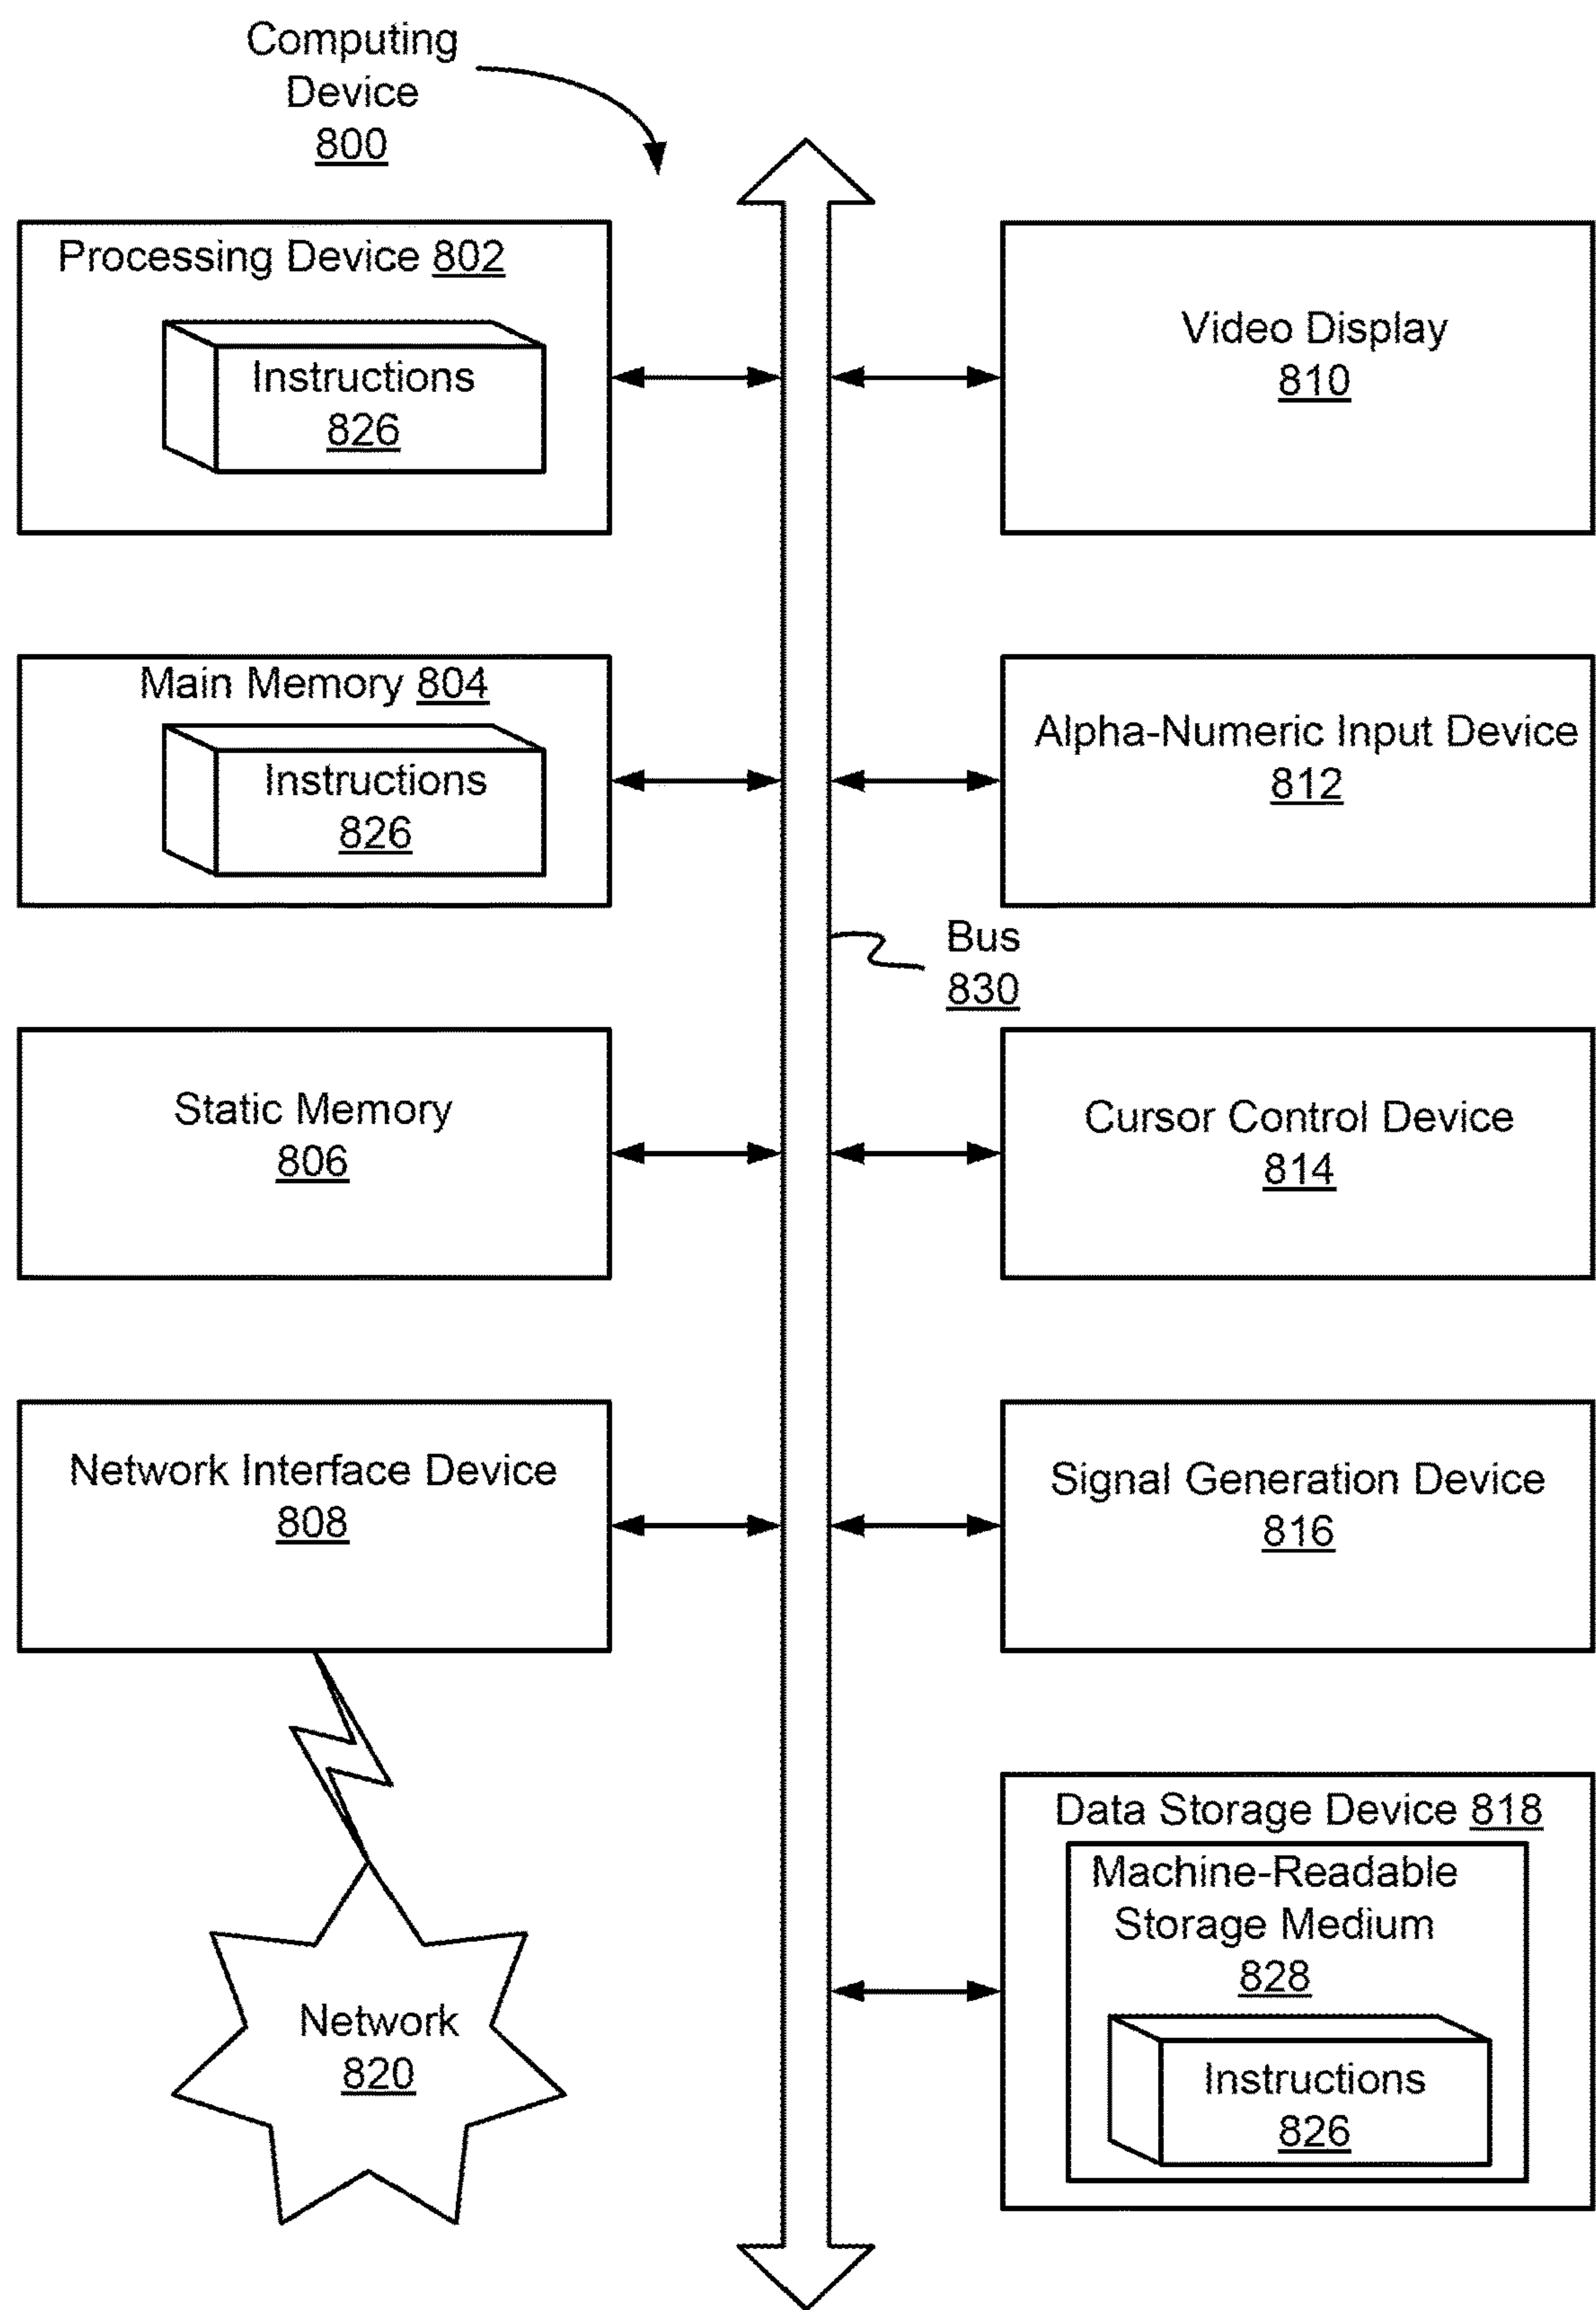 Computing
Device
800
Processing Device 802
Instructions
826
Video Display
810
Main Memory 804
Instructions
826
Alpha-Numeric Input Device
812
Bus
830
Static Memory
806
Cursor Control Device
814
Network Interface Device
808
Signal Generation Device
816
Data Storage Device 818
Machine-Readable
Storage Medium
828
Instructions
826
Network
820